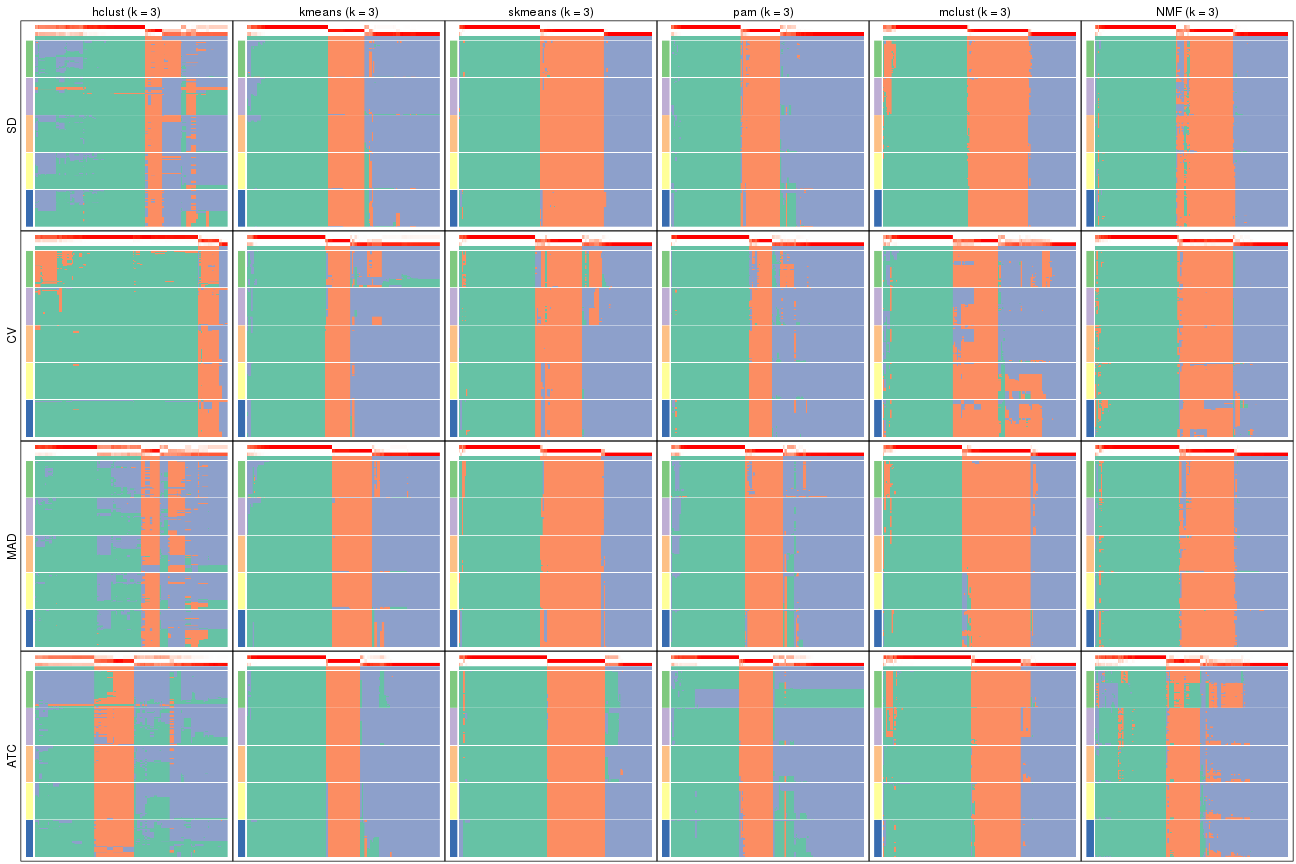 hclust (k = 3)
kmeans (k = 3)
skmeans (k = 3)
pam (k = 3)
mclust (k = 3)
NMF (k = 3)
SD
CV
MAD
ATC